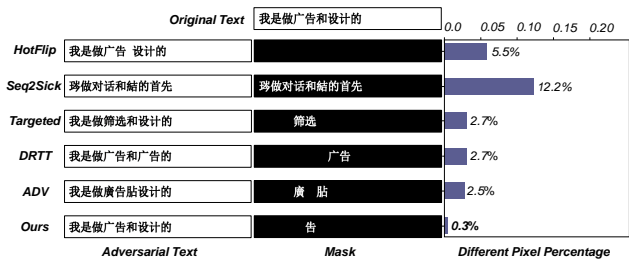 Original Text 我是做广告和设计的
0.0 0.05 0.10 0.15 0.20
HotFlip 我是做广告 设计的 5.5%
Seq2Sick 琇做对话和結的首先 琇做对话和結的首先 12.2%
Targeted 我是做筛选和设计的 筛选 2.7%
DRTT 我是做广告和广告的 广告 2.7%
ADV 我是做廣告贴设计的 廣 贴 2.5%
Ours 我是做广告和设计的 告 0.3%
Adversarial Text Mask Different Pixel Percentage